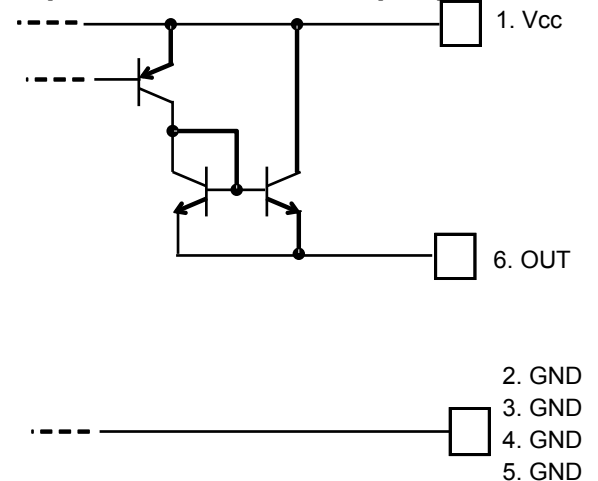 1. Vcc
6. OUT
2. GND
3. GND
4. GND
5. GND